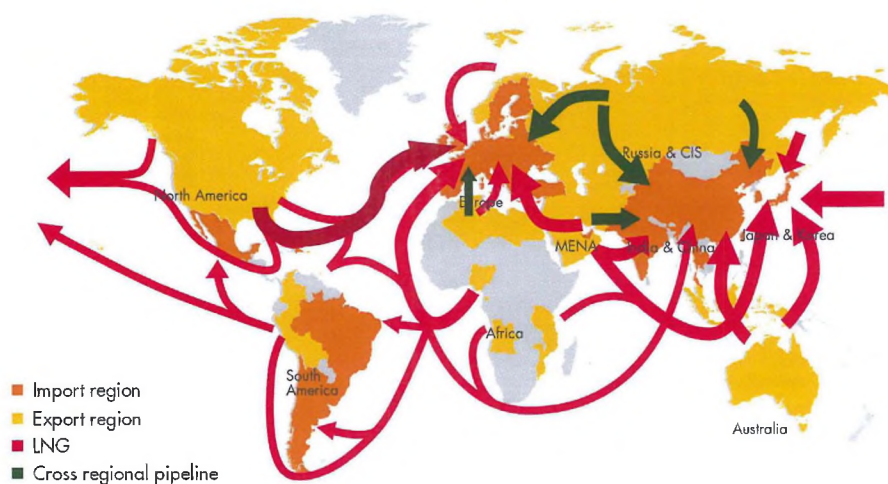 Russia & CIS
North America
Europe
MENA
India & China
Japan & Korea
Africa
South
America
Australia
Import region
Export region
LNG
Cross regional pipeline